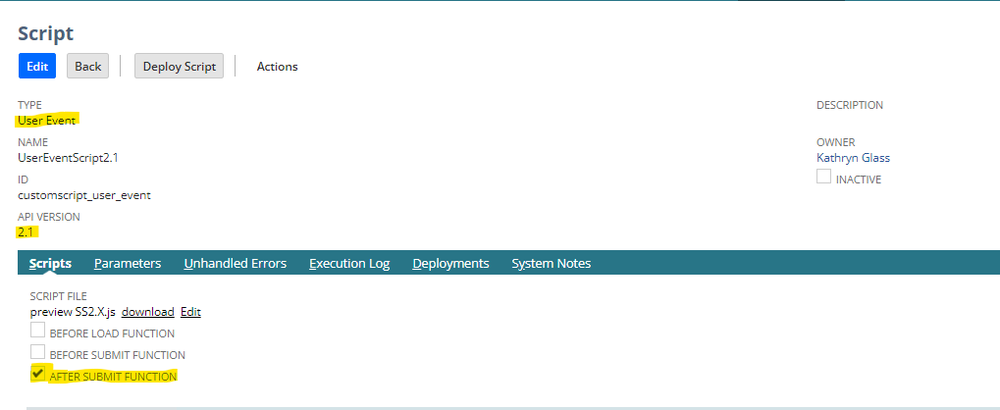 Script
Edit Back Deploy Script Actions
TYPE
User Event
DESCRIPTION
NAME
UserEventScript2.1
OWNER
Kathryn Glass
ID
customscript_user_event
INACTIVE
API VERSION
2.1
Scripts Parameters Unhandled Errors Execution Log Deployments System Notes
SCRIPT FILE
preview SS2.X.js download Edit
BEFORE LOAD FUNCTION
BEFORE SUBMIT FUNCTION
AFTER SUBMIT FUNCTION